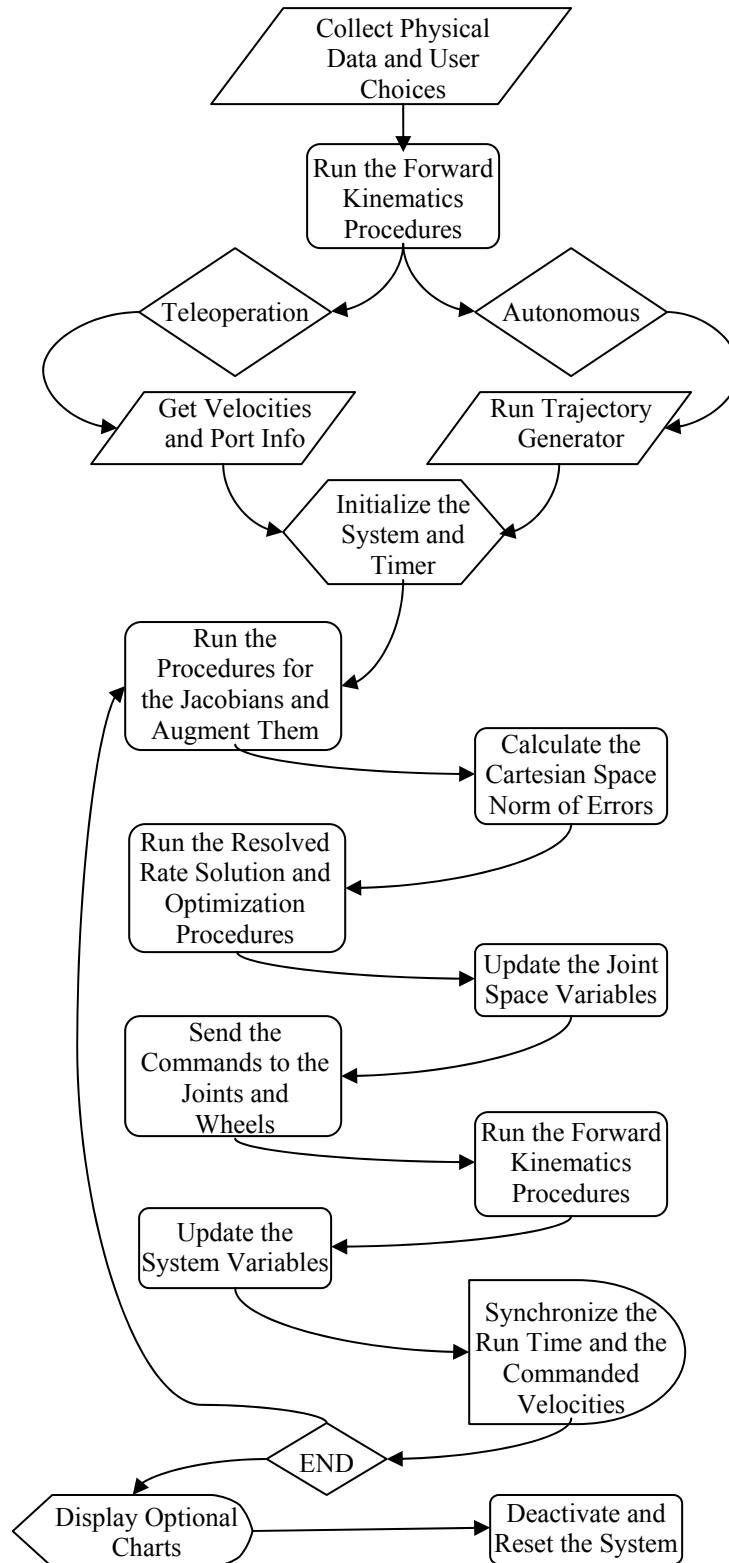 Collect Physical
Data and User
Choices
Run the Forward
Kinematics
Procedures
Teleoperation
Autonomous
Get Velocities
and Port Info
Run Trajectory
Generator
Initialize the
System and
Timer
Run the
Procedures for
the Jacobians and
Augment Them
Calculate the
Cartesian Space
Norm of Errors
Run the Resolved
Rate Solution and
Optimization
Procedures
Update the Joint
Space Variables
Send the
Commands to the
Joints and
Wheels
Run the Forward
Kinematics
Procedures
Update the
System Variables
Synchronize the
Run Time and the
Commanded
Velocities
END
Display Optional
Charts
Deactivate and
Reset the System